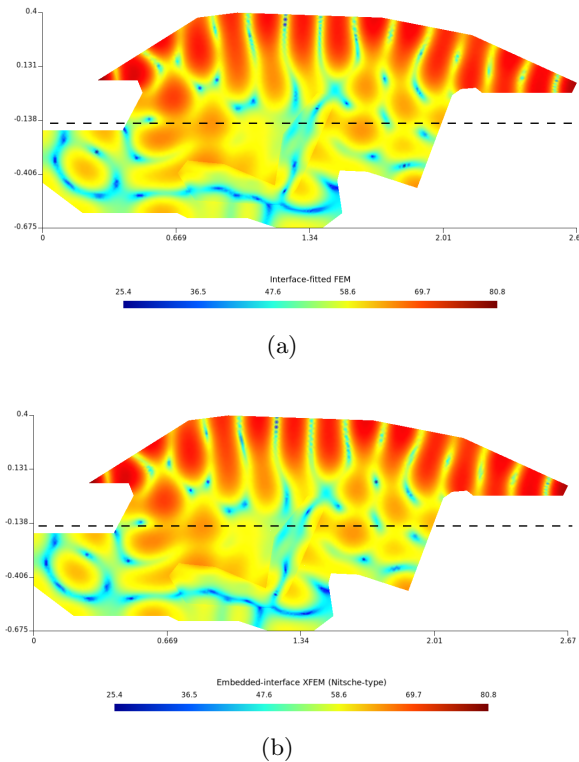 0.4
0.131
-0.138
-0.406
-0.675
0 0.669 1.34 2.01 2.6
Interface-fitted FEM
25.4 36.5 47.6 58.6 69.7 80.8
(a)
0.4
0.131
-0.138
-0.406
-0.675
0 0.669 1.34 2.01 2.67
Embedded-interface XFEM (Nitsche-type)
25.4 36.5 47.6 58.6 69.7 80.8
(b)